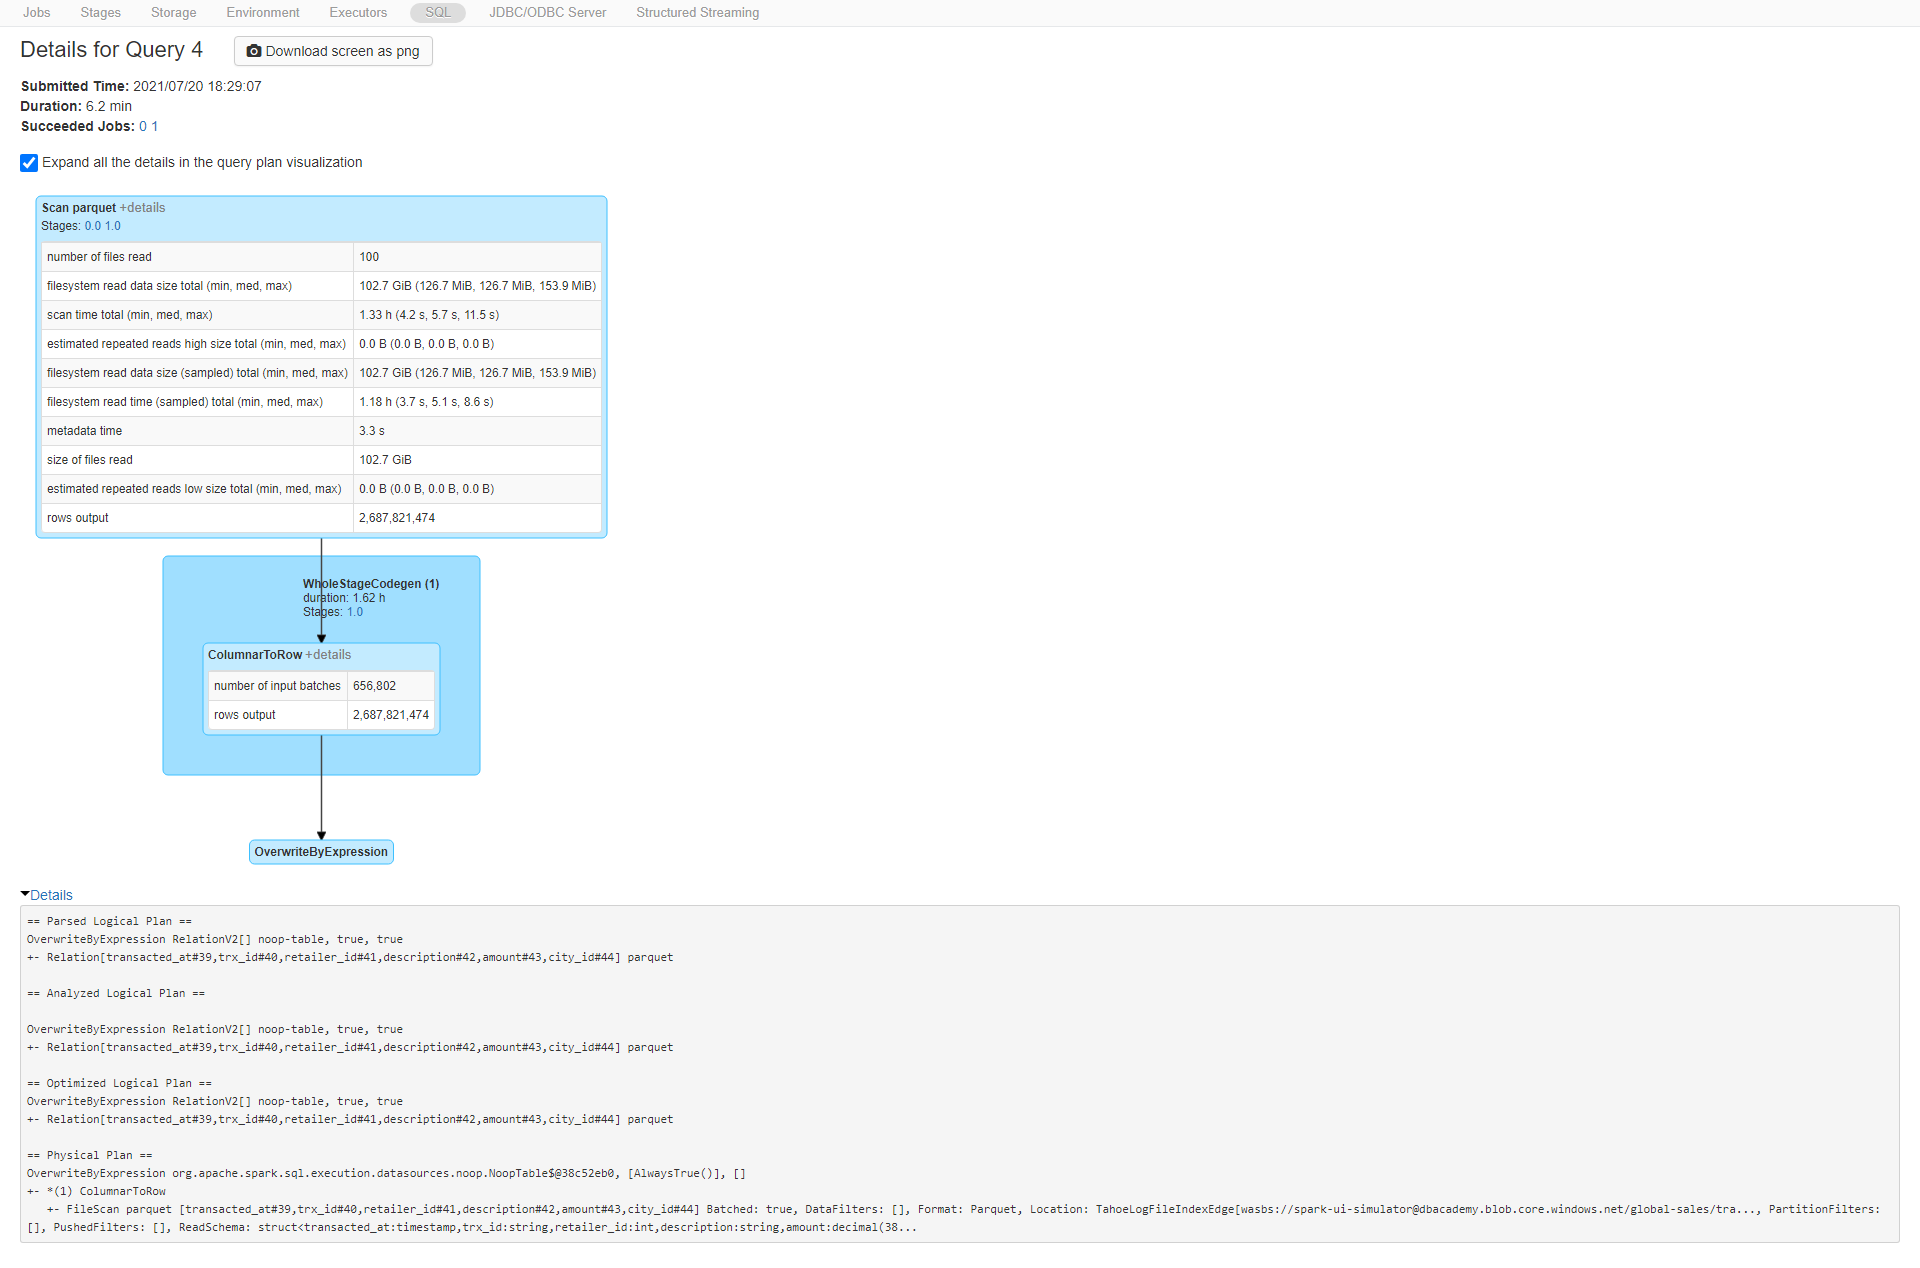 Jobs Stages Storage Environment Executors SQL JDBC/ODBC Server Structured Streaming
Details for Query 4 Download screen as png
Submitted Time: 2021/07/20 18:29:07
Duration: 6.2 min
Succeeded Jobs: 0 1
Expand all the details in the query plan visualization
Scan parquet +details
Stages: 0.0 1.0
number of files read 100
filesystem read data size total (min, med, max) 102.7 GiB (126.7 MiB, 126.7 MiB, 153.9 MiB)
scan time total (min, med, max) 1.33 h (4.2 s, 5.7 s, 11.5 s)
estimated repeated reads high size total (min, med, max) 0.0 B (0.0 B, 0.0 B, 0.0 B)
filesystem read data size (sampled) total (min, med, max) 102.7 GiB (126.7 MiB, 126.7 MiB, 153.9 MiB)
filesystem read time (sampled) total (min, med, max) 1.18 h (3.7 s, 5.1 s, 8.6 s)
metadata time 3.3 s
size of files read 102.7 GiB
estimated repeated reads low size total (min, med, max) 0.0 B (0.0 B, 0.0 B, 0.0 B)
rows output 2,687,821,474
WholeStageCodegen (1)
duration: 1.62 h
Stages: 1.0
ColumnarToRow +details
number of input batches 656,802
rows output 2,687,821,474
OverwriteByExpression
Details
== Parsed Logical Plan ==
OverwriteByExpression RelationV2[] noop-table, true, true
+- Relation[transacted_at#39,trx_id#40,retailer_id#41,description#42,amount#43,city_id#44] parquet
== Analyzed Logical Plan ==
OverwriteByExpression RelationV2[] noop-table, true, true
+- Relation[transacted_at#39,trx_id#40,retailer_id#41,description#42,amount#43,city_id#44] parquet
== Optimized Logical Plan ==
OverwriteByExpression RelationV2[] noop-table, true, true
+- Relation[transacted_at#39,trx_id#40,retailer_id#41,description#42,amount#43,city_id#44] parquet
== Physical Plan ==
OverwriteByExpression org.apache.spark.sql.execution.datasources.noop.NoopTable$@38c52eb0, [AlwaysTrue()], []
+- *(1) ColumnarToRow
+- FileScan parquet [transacted_at#39,trx_id#40,retailer_id#41,description#42,amount#43,city_id#44] Batched: true, DataFilters: [], Format: Parquet, Location: TahoeLogFileIndexEdge[wasbs://spark-ui-simulator@dbacademy.blob.core.windows.net/global-sales/tra..., PartitionFilters:
[], PushedFilters: [], ReadSchema: struct<transacted_at:timestamp,trx_id:string,retailer_id:int,description:string,amount:decimal(38...